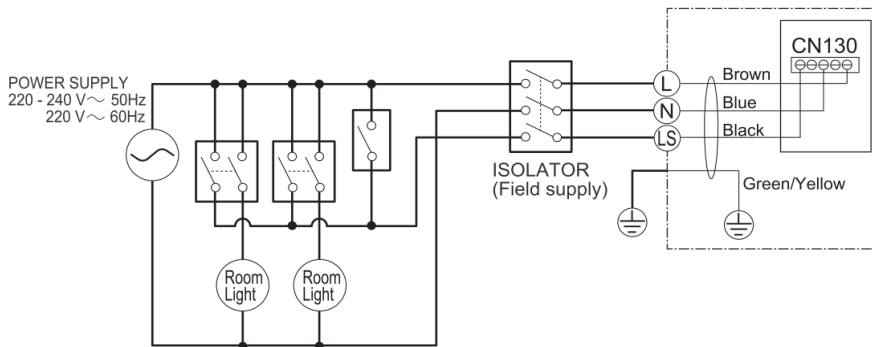 POWER SUPPLY
220 - 240 V～ 50Hz
220 V～ 60Hz
Room
Light
Room
Light
ISOLATOR
(Field supply)
L
N
LS
Brown
Blue
Black
Green/Yellow
CN130